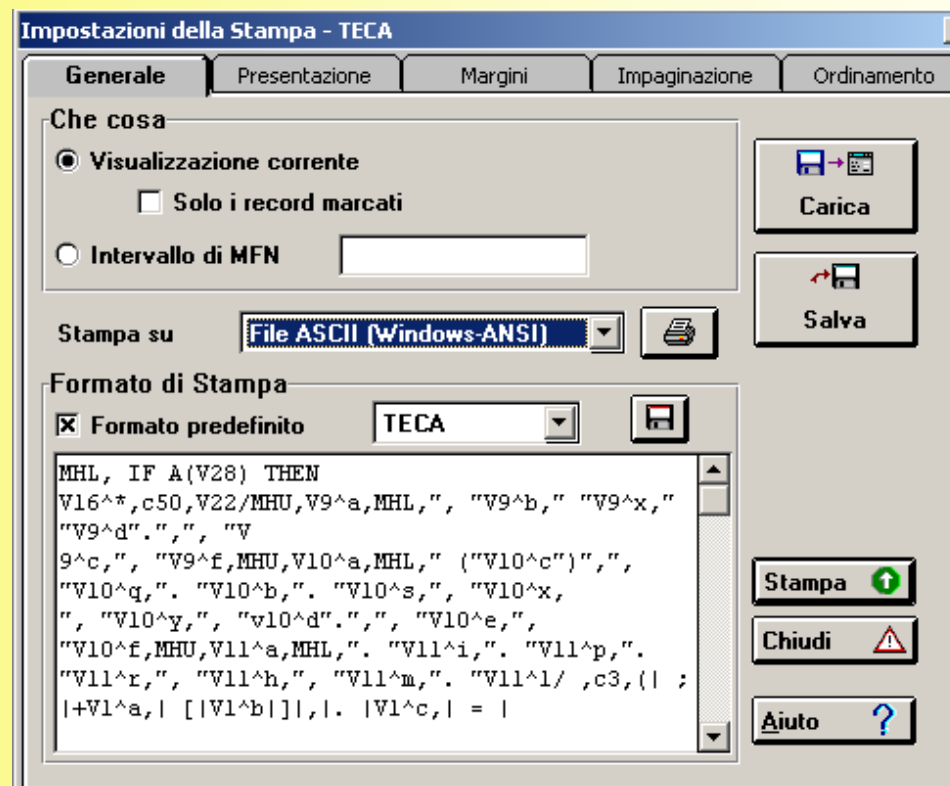 Impostazioni della Stampa - TECA
Generale Presentazione Margini Impaginazione Ordinamento
Che cosa
Visualizzazione corrente
Solo i record marcati
Intervallo di MFN
Carica
Salva
Stampa su File ASCII (Windows-ANSI)
Formato di Stampa
Formato predefinito TECA
MHL, IF A(V28) THEN
V16^*,c50,V22/MHU,V9^a,MHL,", "V9^b," "V9^x,"
"V9^d".",", "V
9^c,", "V9^f,MHU,V10^a,MHL," ("V10^c")",",
"V10^q,". "V10^b,". "V10^s,", "V10^x,
", "V10^y,", "v10^d".",", "V10^e,",
"V10^f,MHU,V11^a,MHL,". "V11^i,". "V11^p,".
"V11^r,", "V11^h,", "V11^m,". "V11^l/ ,c3,(| ;
|+V1^a,| [|V1^b|]|,|. |V1^c,| = |
Stampa
Chiudi
Aiuto ?